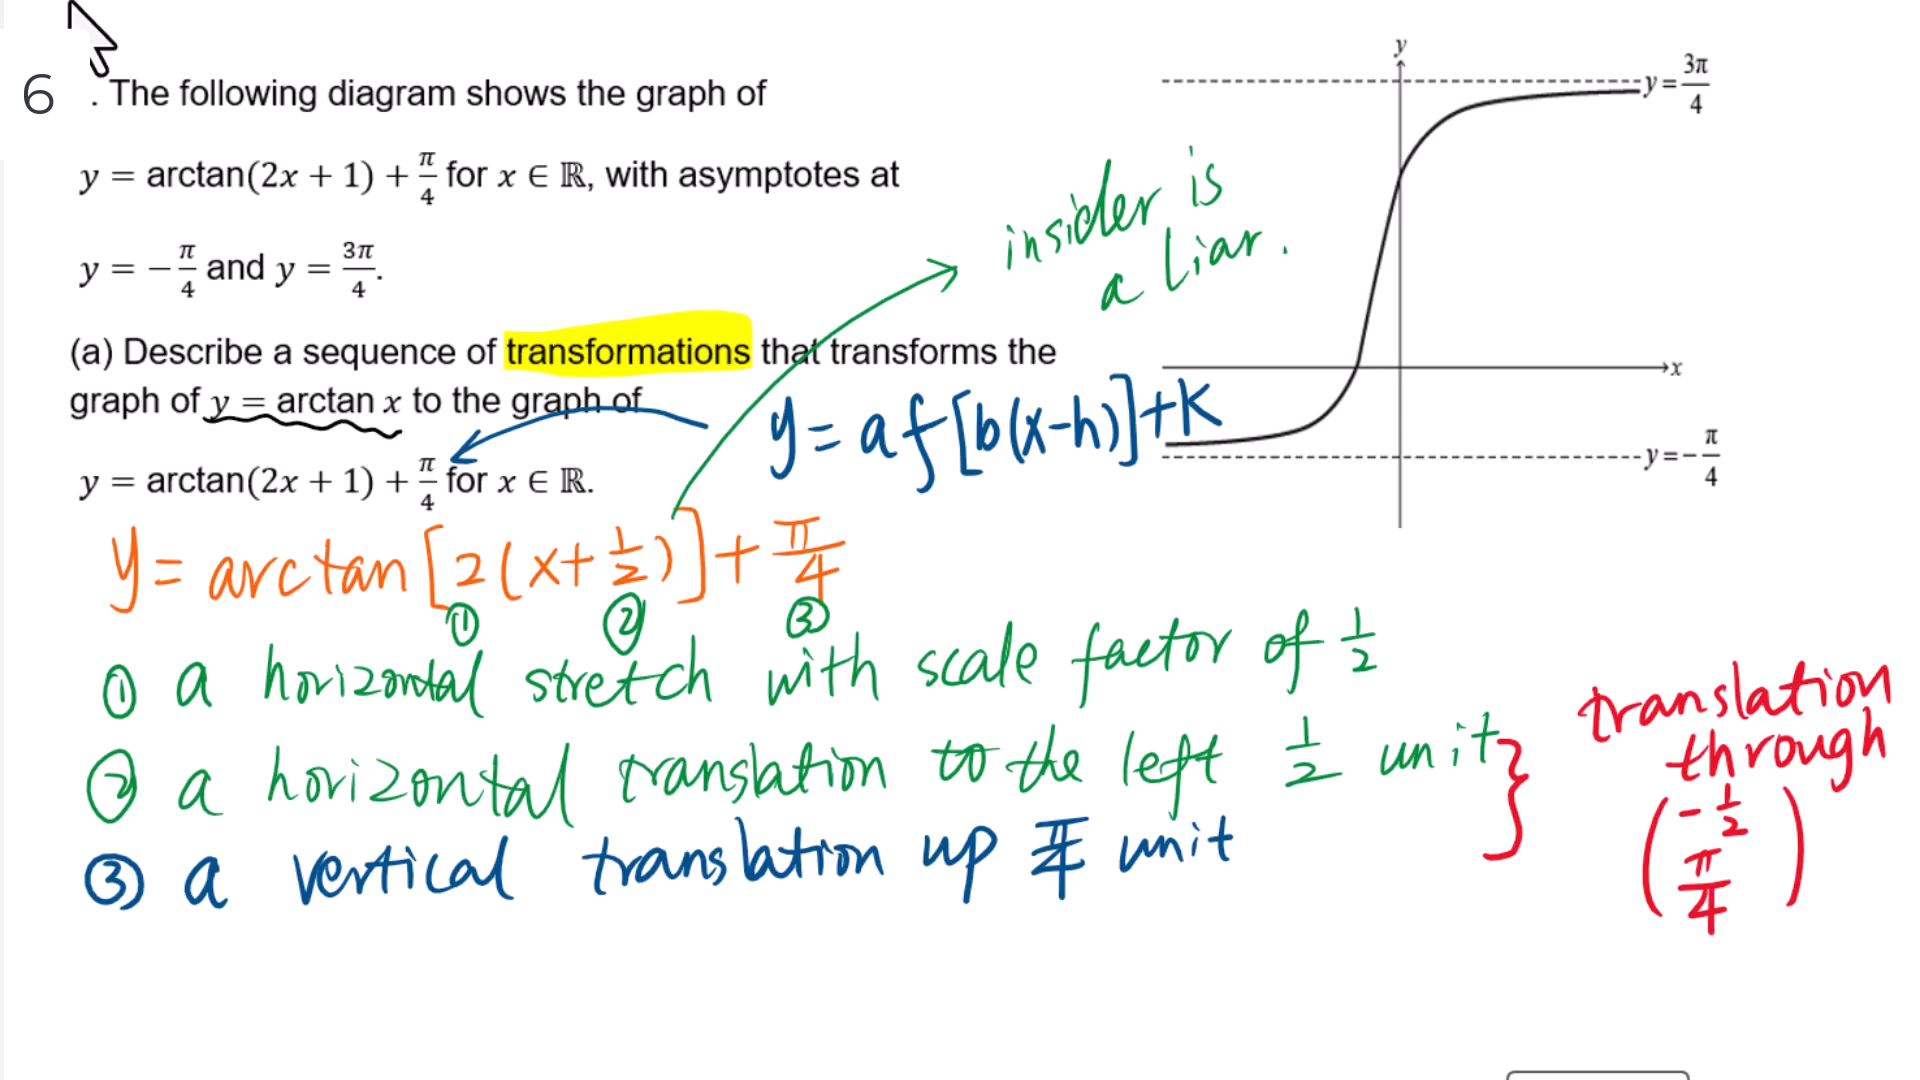 6 . The following diagram shows the graph of
y = arctan(2x + 1) + π/4 for x ∈ ℝ, with asymptotes at
y = −π/4 and y = 3π/4.
(a) Describe a sequence of transformations that transforms the
graph of y = arctan x to the graph of
y = arctan(2x + 1) + π/4 for x ∈ ℝ.
y
y = 3π/4
x
y = −π/4
insider is
a liar.
y = a f[b(x−h)]+K
y = arctan[2(x+1/2)]+π/4
① ② ③
① a horizontal stretch with scale factor of 1/2
② a horizontal translation to the left 1/2 unit
③ a vertical translation up π/4 unit
} translation
through
(−1/2
π/4)